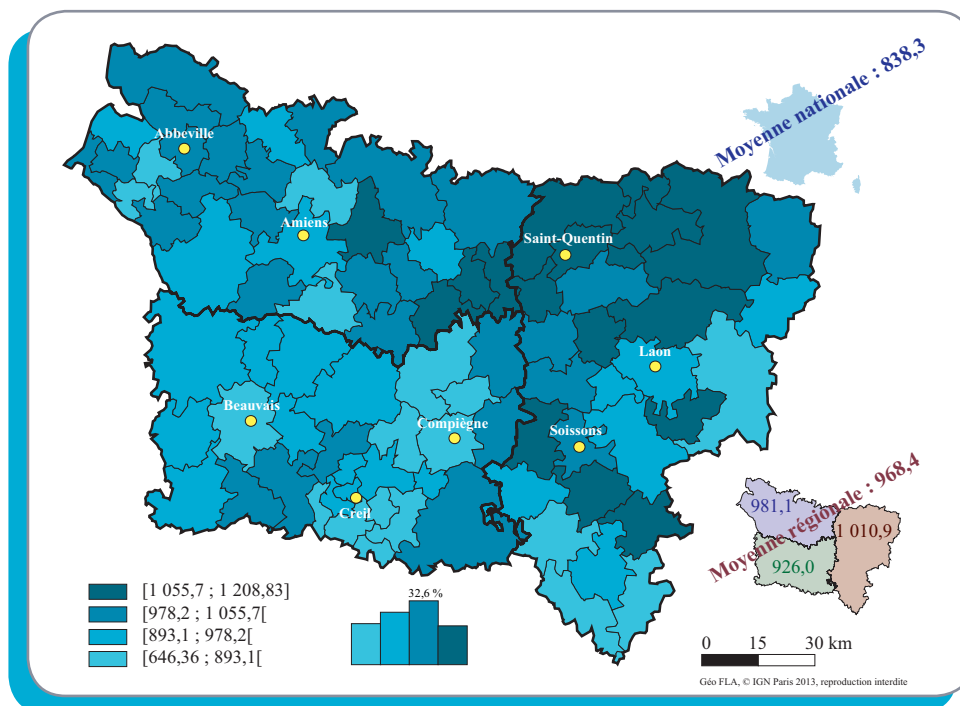 Moyenne nationale : 838,3
Abbeville
Amiens
Saint-Quentin
Laon
Beauvais
Compiègne
Soissons
Creil
Moyenne régionale : 968,4
981,1
1 010,9
926,0
[1 055,7 ; 1 208,83]
[978,2 ; 1 055,7[
[893,1 ; 978,2[
[646,36 ; 893,1[
32,6 %
0 15 30 km
Géo FLA, © IGN Paris 2013, reproduction interdite